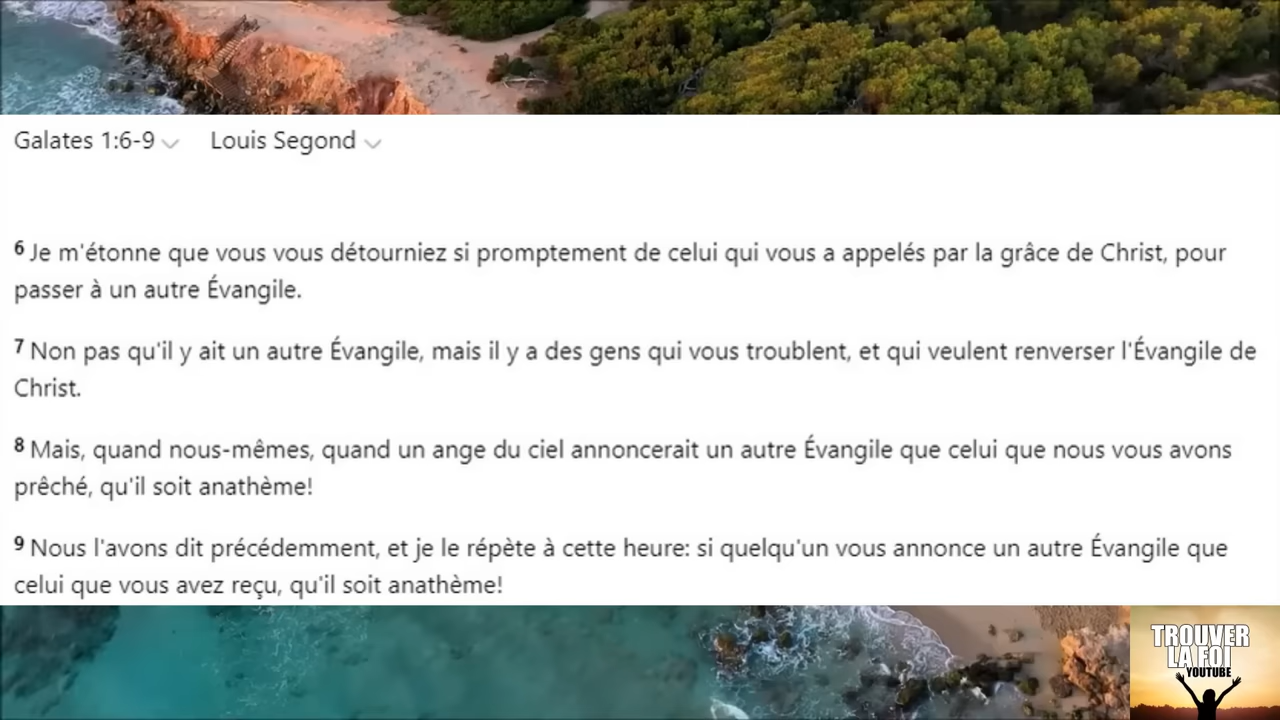 Galates 1:6-9 Louis Segond
6 Je m'étonne que vous vous détourniez si promptement de celui qui vous a appelés par la grâce de Christ, pour
passer à un autre Évangile.
7 Non pas qu'il y ait un autre Évangile, mais il y a des gens qui vous troublent, et qui veulent renverser l'Évangile de
Christ.
8 Mais, quand nous-mêmes, quand un ange du ciel annoncerait un autre Évangile que celui que nous vous avons
prêché, qu'il soit anathème!
9 Nous l'avons dit précédemment, et je le répète à cette heure: si quelqu'un vous annonce un autre Évangile que
celui que vous avez reçu, qu'il soit anathème!
TROUVER
LA FOI
YOUTUBE